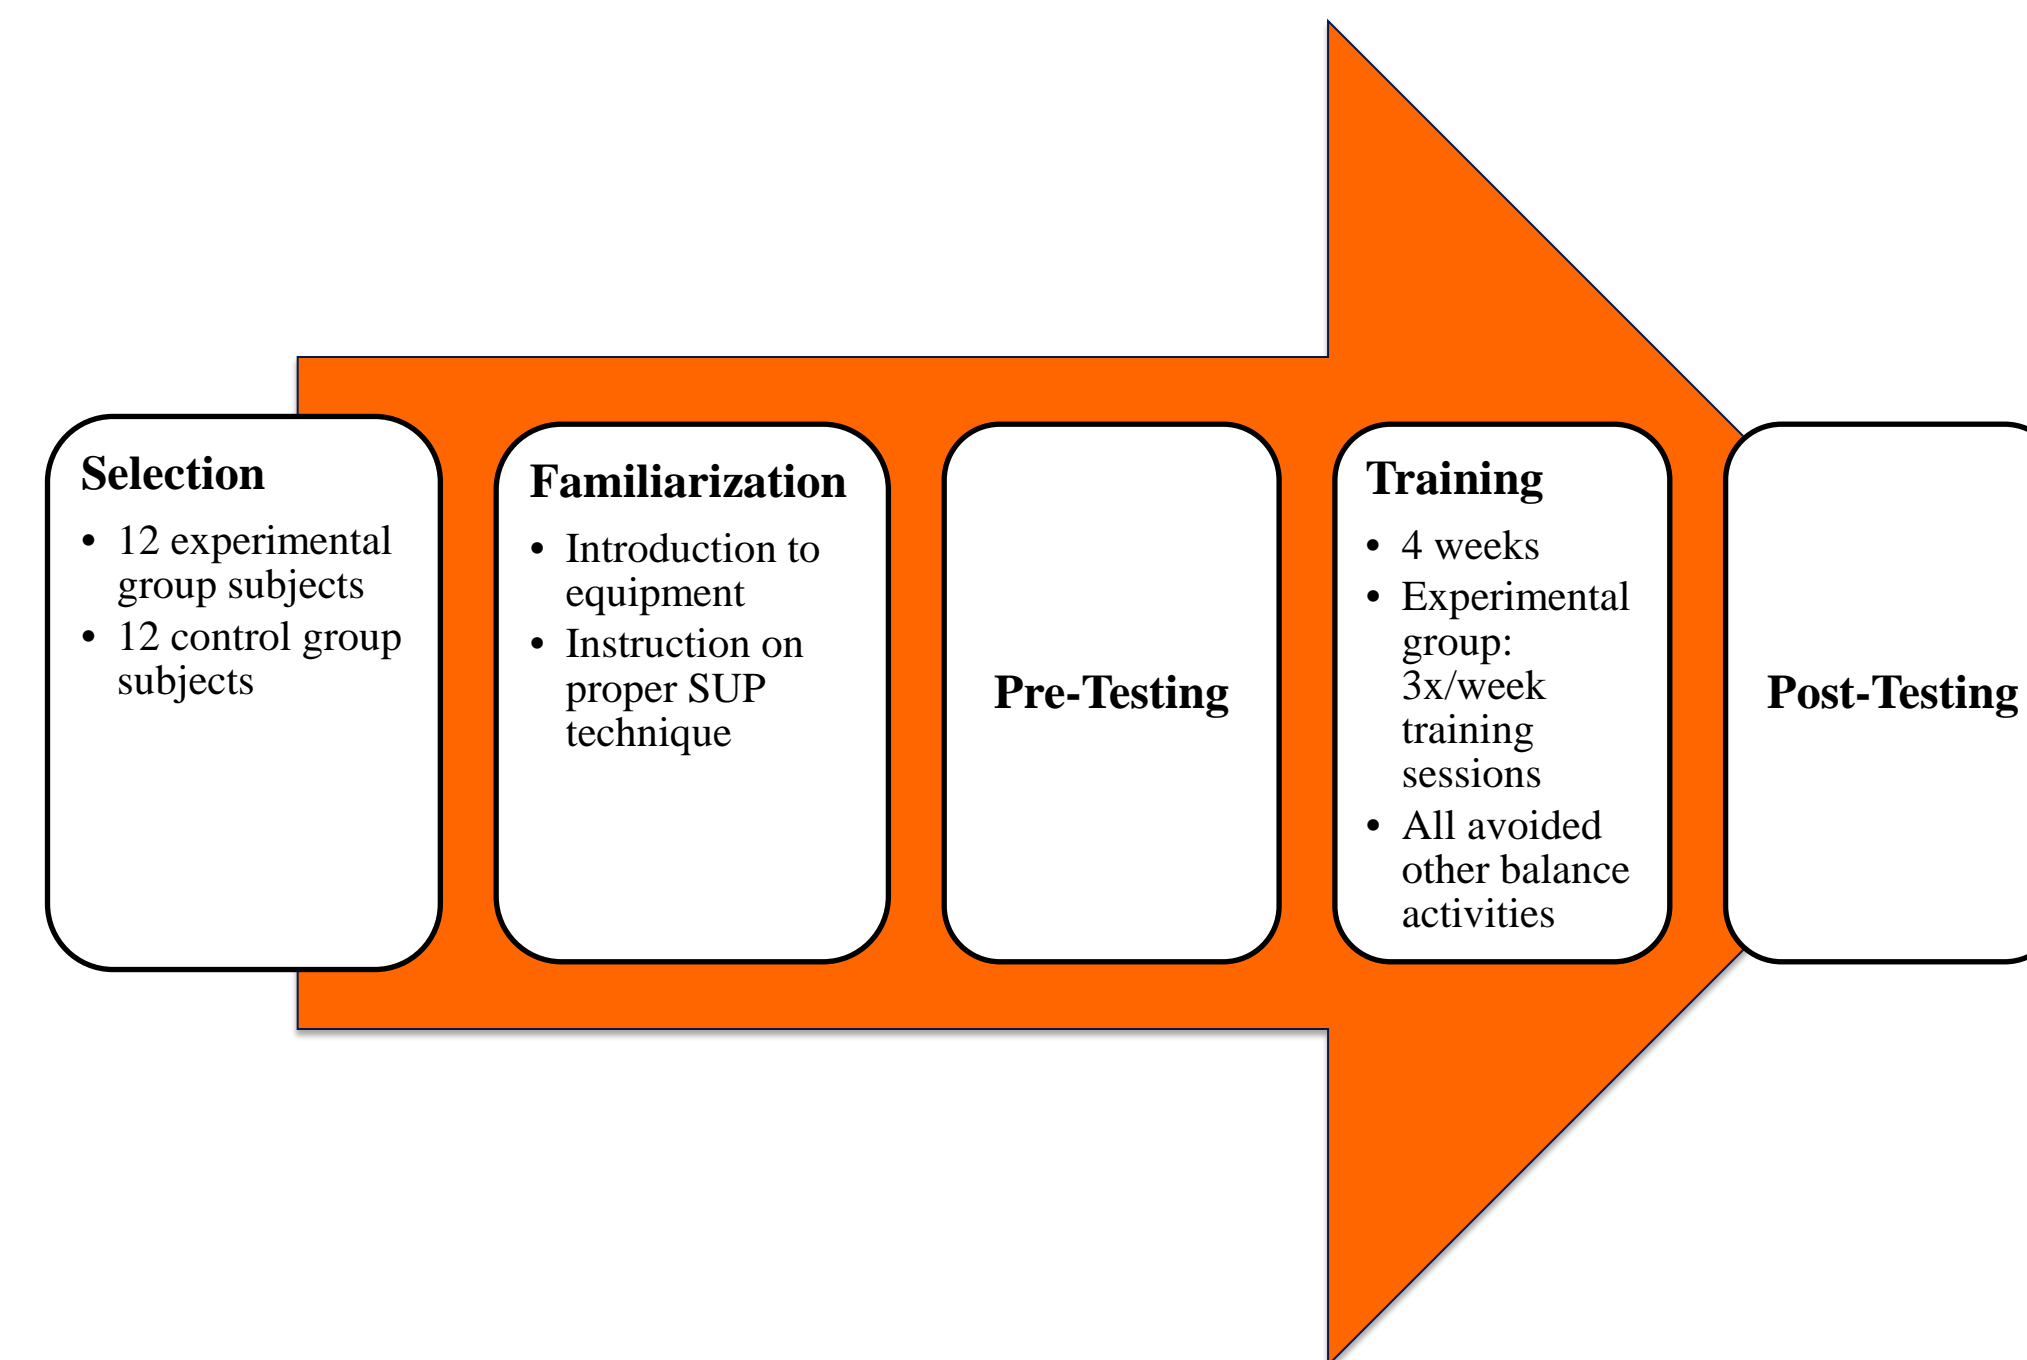 Selection
• 12 experimental
group subjects
• 12 control group
subjects
Familiarization
• Introduction to
equipment
• Instruction on
proper SUP
technique
Pre-Testing
Training
• 4 weeks
• Experimental
group:
3x/week
training
sessions
• All avoided
other balance
activities
Post-Testing